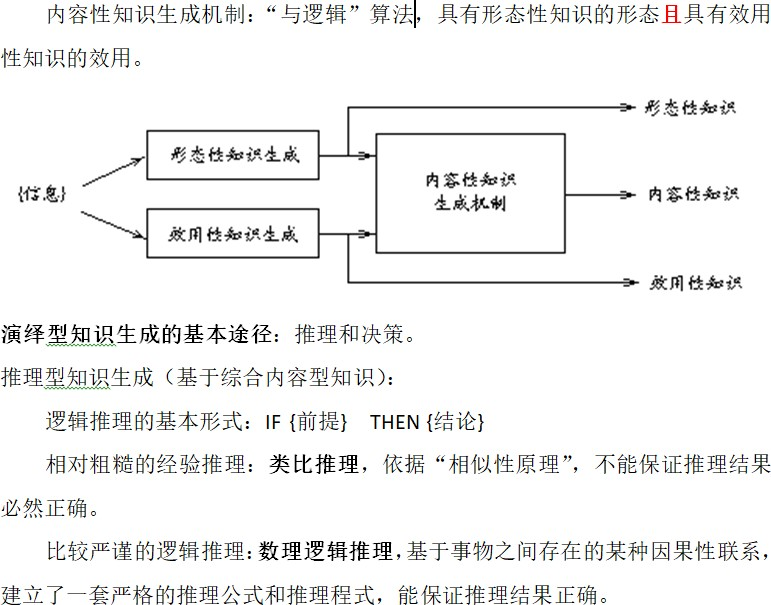 内容性知识生成机制：“与逻辑”算法，具有形态性知识的形态且具有效用
性知识的效用。
形态性知识
形态性知识生成
内容性知识
生成机制
{信息}
内容性知识
效用性知识生成
效用性知识
演绎型知识生成的基本途径：推理和决策。
推理型知识生成（基于综合内容型知识）：
逻辑推理的基本形式：IF {前提} THEN {结论}
相对粗糙的经验推理：类比推理，依据“相似性原理”，不能保证推理结果
必然正确。
比较严谨的逻辑推理：数理逻辑推理，基于事物之间存在的某种因果性联系，
建立了一套严格的推理公式和推理程式，能保证推理结果正确。